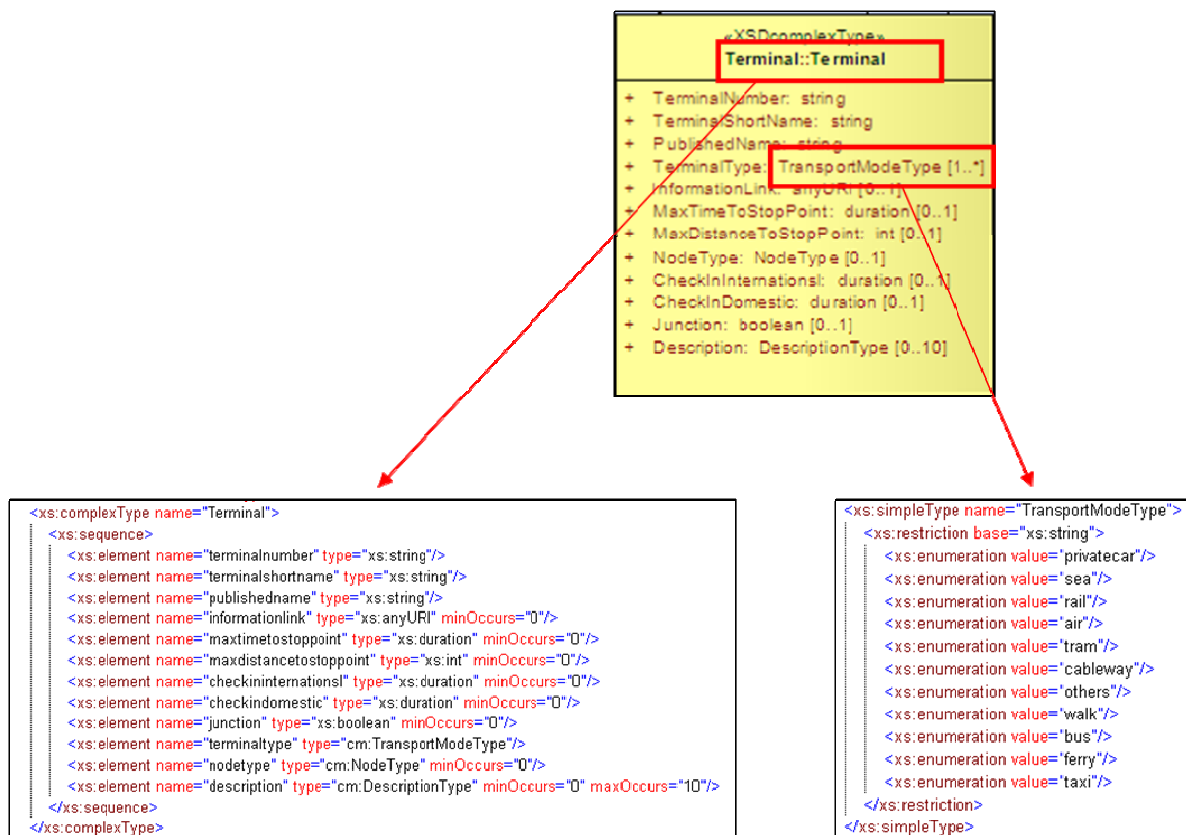 «XSDcomplexType»
Terminal::Terminal
+ TerminalNumber: string
+ TerminalShortName: string
+ PublishedName: string
+ TerminalType: TransportModeType [1..*]
+ InformationLink: anyURI [0..1]
+ MaxTimeToStopPoint: duration [0..1]
+ MaxDistanceToStopPoint: int [0..1]
+ NodeType: NodeType [0..1]
+ CheckInInternationsl: duration [0..1]
+ CheckInDomestic: duration [0..1]
+ Junction: boolean [0..1]
+ Description: DescriptionType [0..10]
<xs:complexType name="Terminal">
<xs:sequence>
<xs:element name="terminalnumber" type="xs:string"/>
<xs:element name="terminalshortname" type="xs:string"/>
<xs:element name="publishedname" type="xs:string"/>
<xs:element name="informationlink" type="xs:anyURI" minOccurs="0"/>
<xs:element name="maxtimetostoppoint" type="xs:duration" minOccurs="0"/>
<xs:element name="maxdistancetostoppoint" type="xs:int" minOccurs="0"/>
<xs:element name="checkininternationsl" type="xs:duration" minOccurs="0"/>
<xs:element name="checkindomestic" type="xs:duration" minOccurs="0"/>
<xs:element name="junction" type="xs:boolean" minOccurs="0"/>
<xs:element name="terminaltype" type="cm:TransportModeType"/>
<xs:element name="nodetype" type="cm:NodeType" minOccurs="0"/>
<xs:element name="description" type="cm:DescriptionType" minOccurs="0" maxOccurs="10"/>
</xs:sequence>
</xs:complexType>
<xs:simpleType name="TransportModeType">
<xs:restriction base="xs:string">
<xs:enumeration value="privatecar"/>
<xs:enumeration value="sea"/>
<xs:enumeration value="rail"/>
<xs:enumeration value="air"/>
<xs:enumeration value="tram"/>
<xs:enumeration value="cableway"/>
<xs:enumeration value="others"/>
<xs:enumeration value="walk"/>
<xs:enumeration value="bus"/>
<xs:enumeration value="ferry"/>
<xs:enumeration value="taxi"/>
</xs:restriction>
</xs:simpleType>